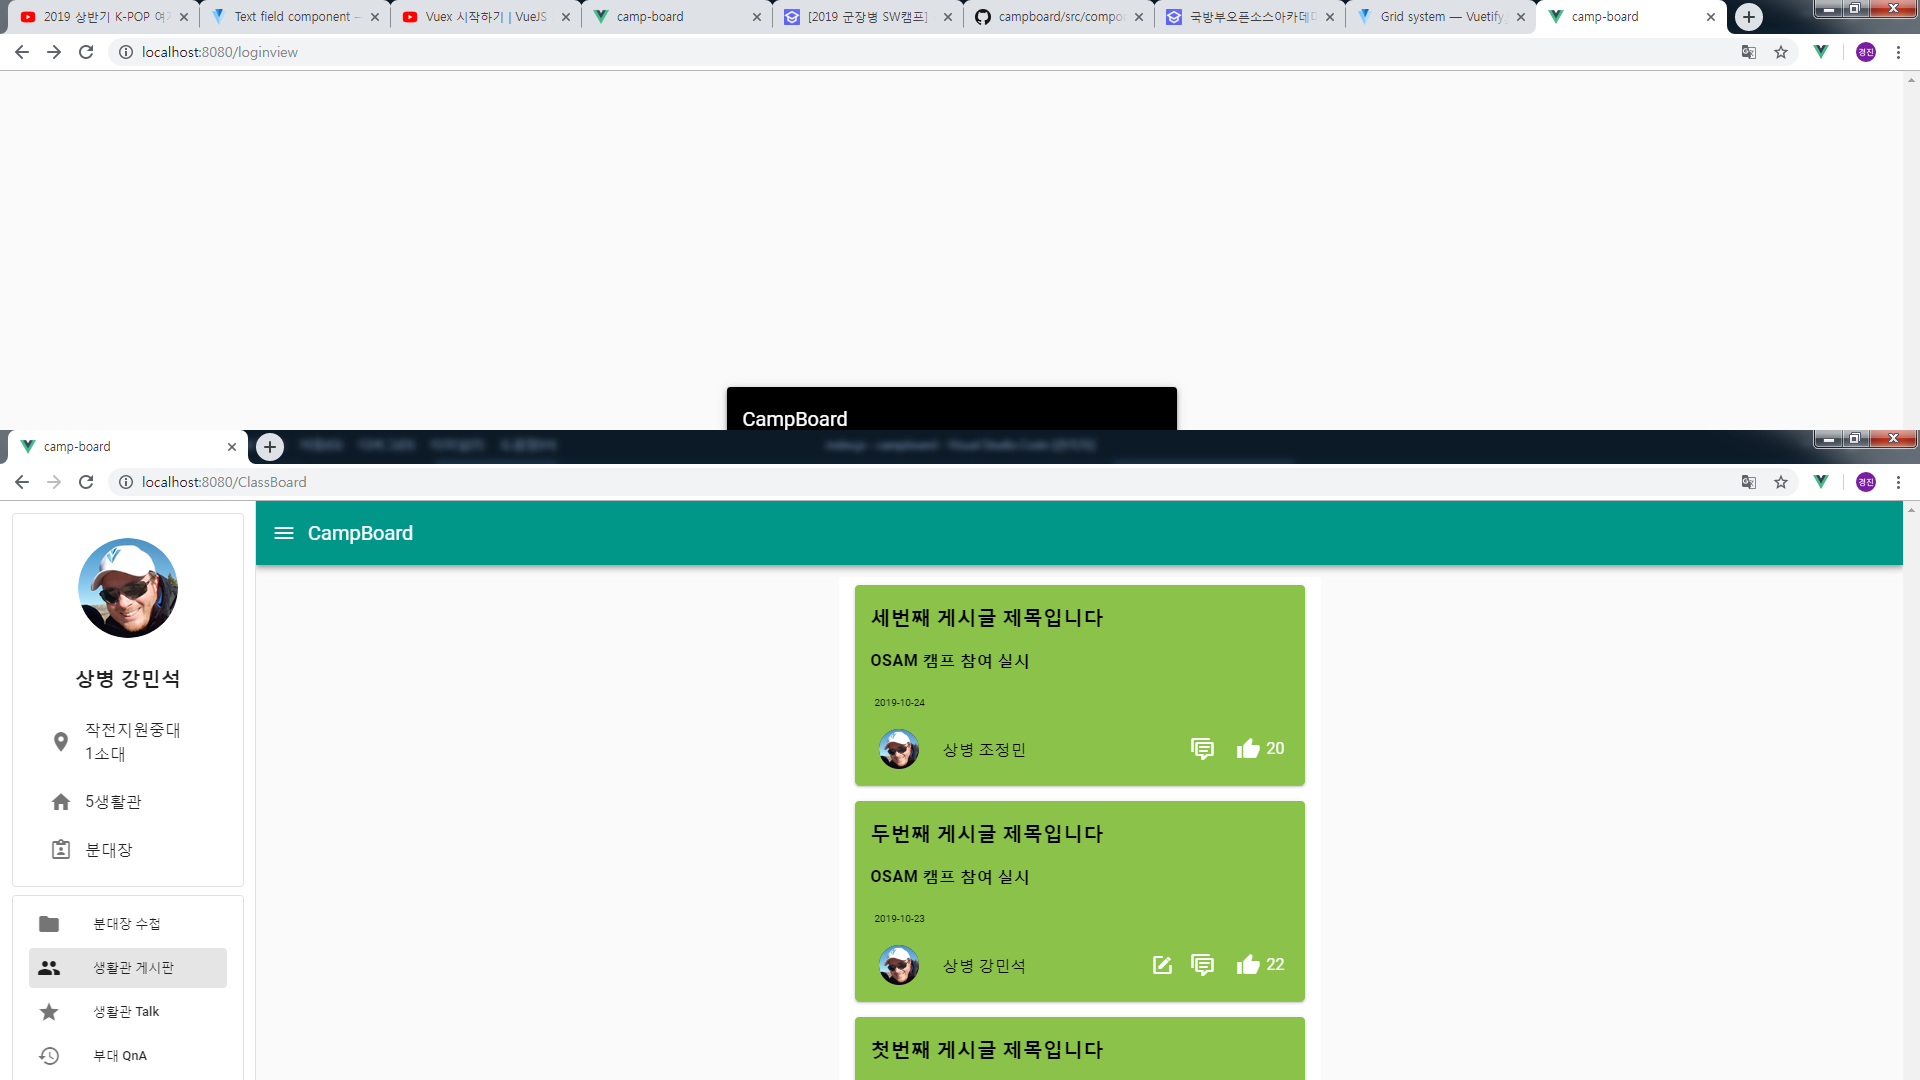 2019 상반기 K-POP 여
Text field component —
Vuex 시작하기 | VueJS
camp-board
[2019 군장병 SW캠프]
campboard/src/compo
국방부오픈소스아카데미
Grid system — Vuetify.
camp-board
localhost:8080/loginview
경진
CampBoard
camp-board
localhost:8080/ClassBoard
경진
CampBoard
상병 강민석
작전지원중대
1소대
5생활관
분대장
분대장 수첩
생활관 게시판
생활관 Talk
부대 QnA
세번째 게시글 제목입니다
OSAM 캠프 참여 실시
2019-10-24
상병 조정민
20
두번째 게시글 제목입니다
OSAM 캠프 참여 실시
2019-10-23
상병 강민석
22
첫번째 게시글 제목입니다